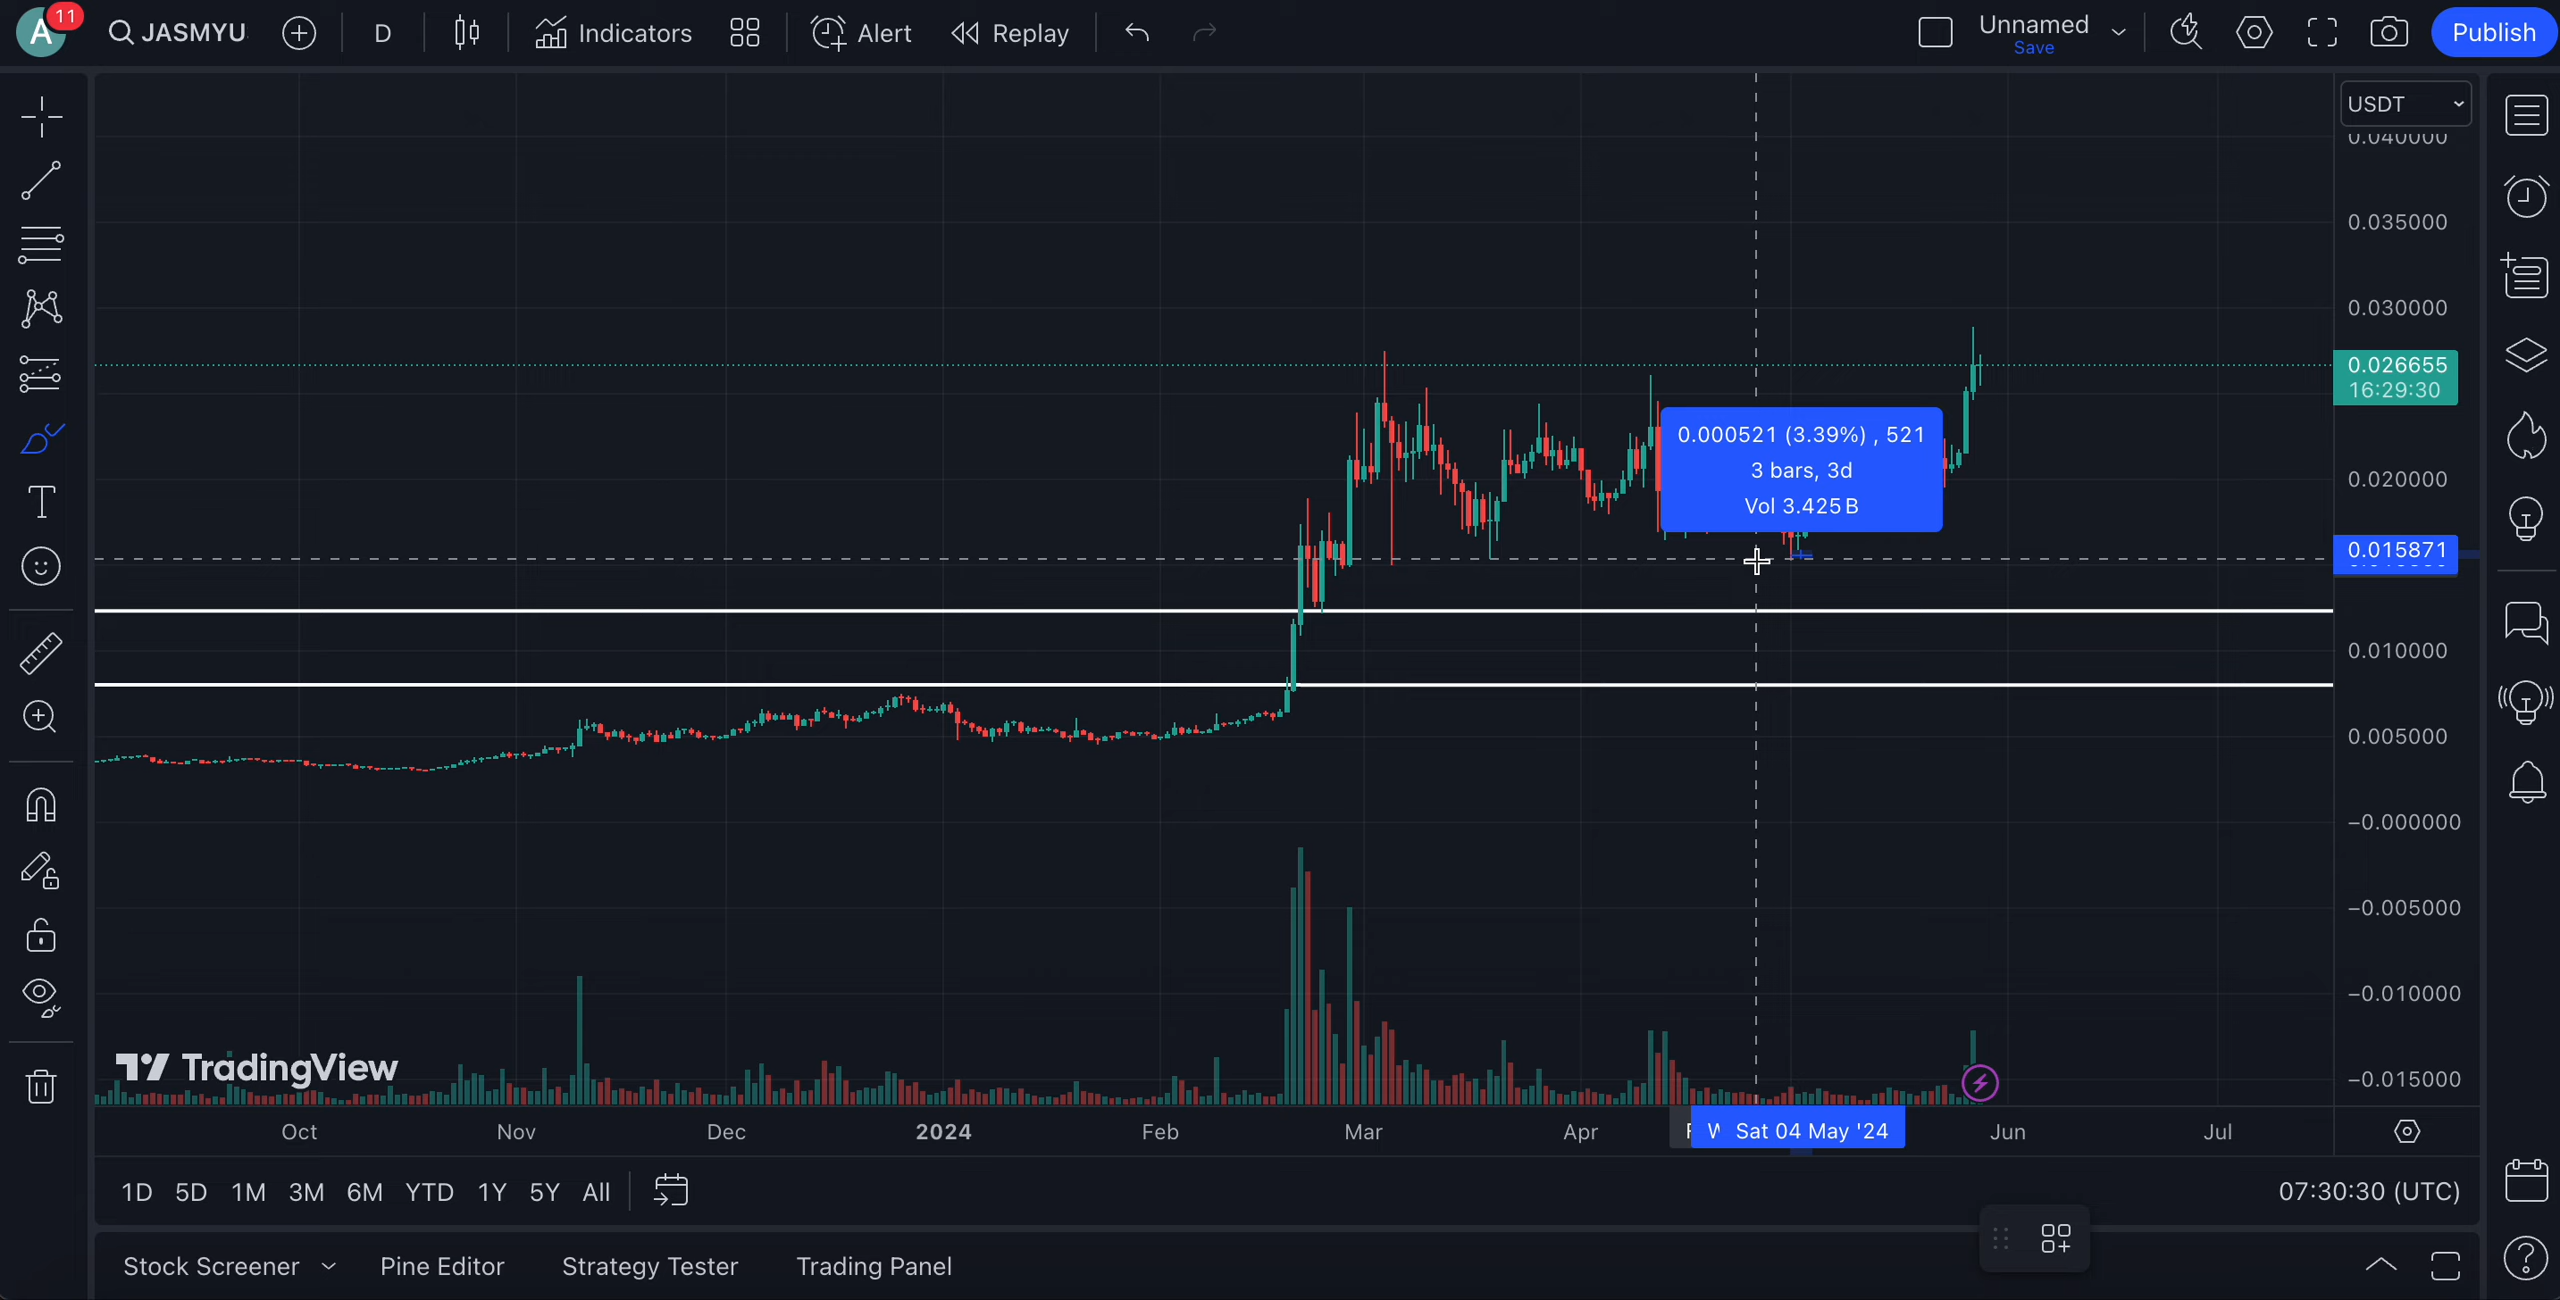 A
11
JASMYU
D
Indicators
Alert
Replay
Unnamed
Save
Publish
USDT
0.040000
0.035000
0.030000
0.026655
16:29:30
0.020000
0.015871
0.010000
0.005000
−0.000000
−0.005000
−0.010000
−0.015000
0.000521 (3.39%) , 521
3 bars, 3d
Vol 3.425 B
TradingView
Oct
Nov
Dec
2024
Feb
Mar
Apr
Sat 04 May '24
Jun
Jul
1D 5D 1M 3M 6M YTD 1Y 5Y All
07:30:30 (UTC)
Stock Screener
Pine Editor
Strategy Tester
Trading Panel